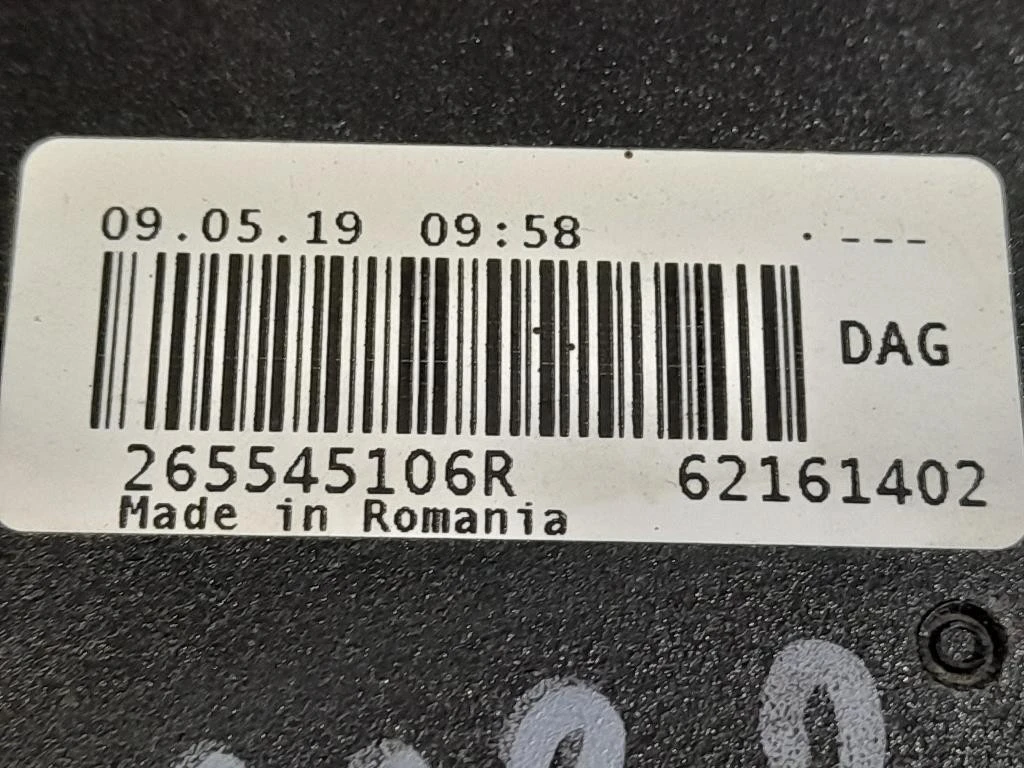 09.05.19 09:58 . ---
DAG
265545106R 62161402
Made in Romania